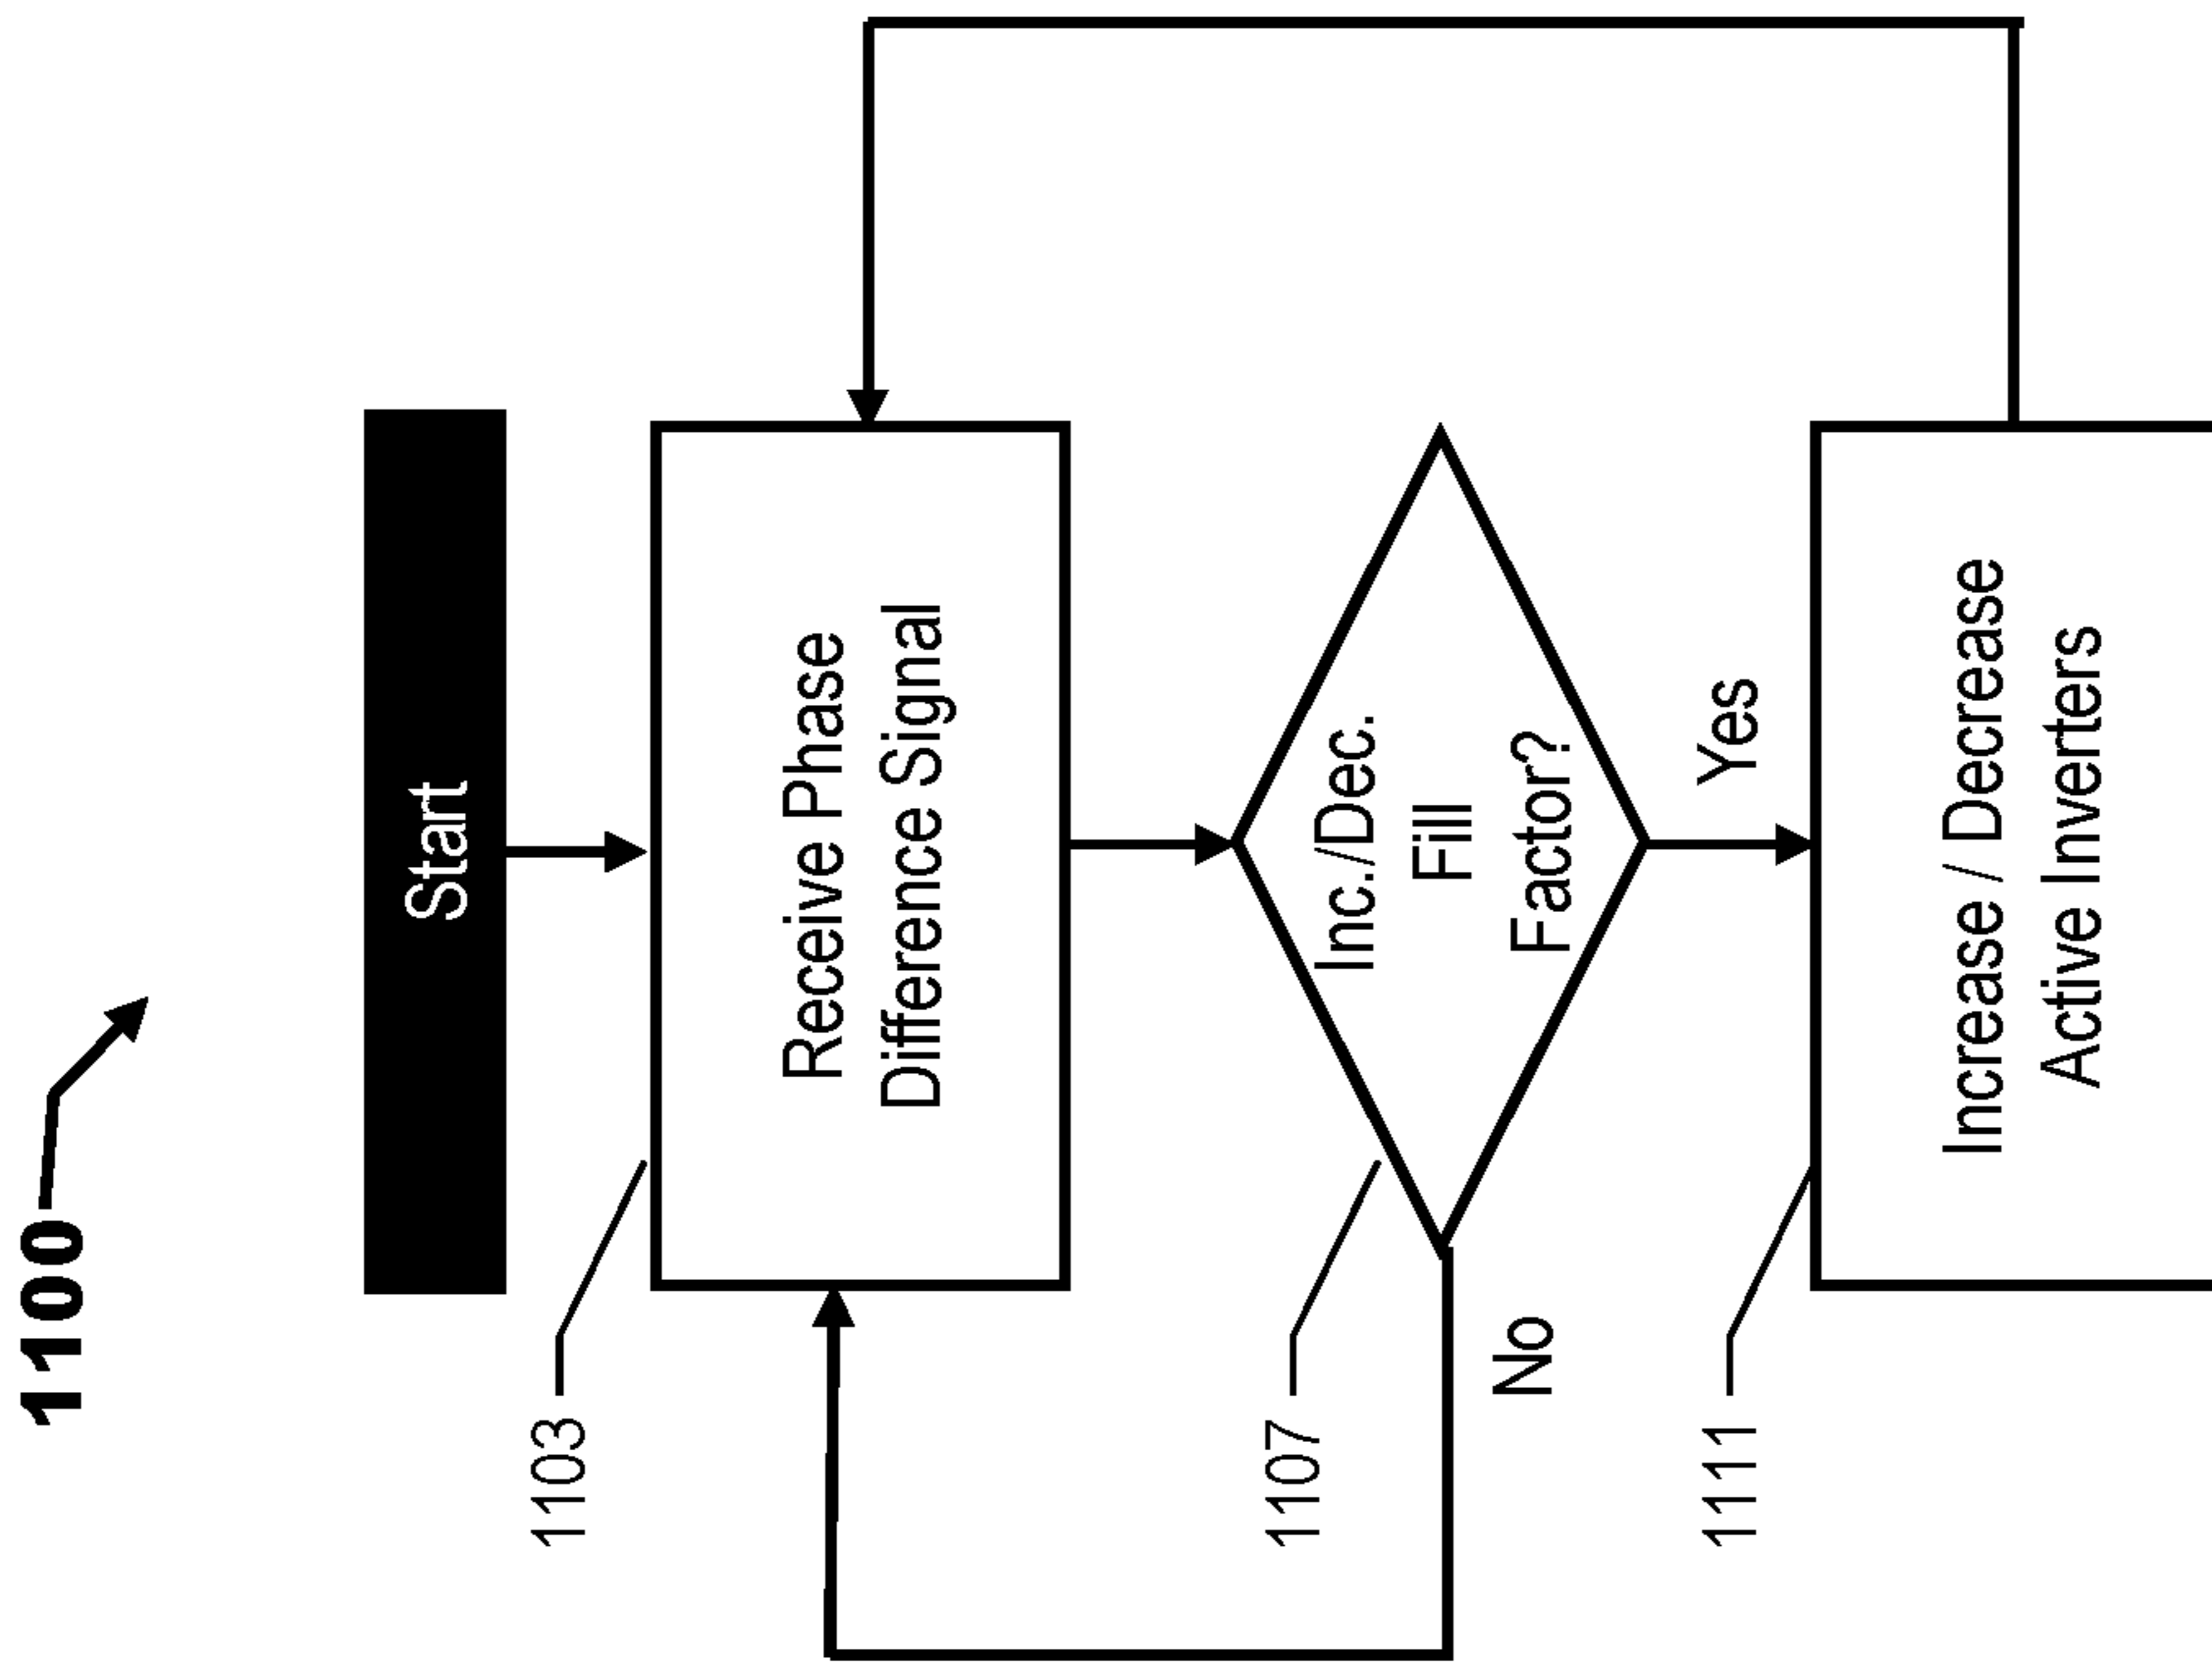 1100
Start
1103
Receive Phase
Difference Signal
1107
Inc./Dec.
Fill
Factor?
No
Yes
1111
Increase / Decrease
Active Inverters